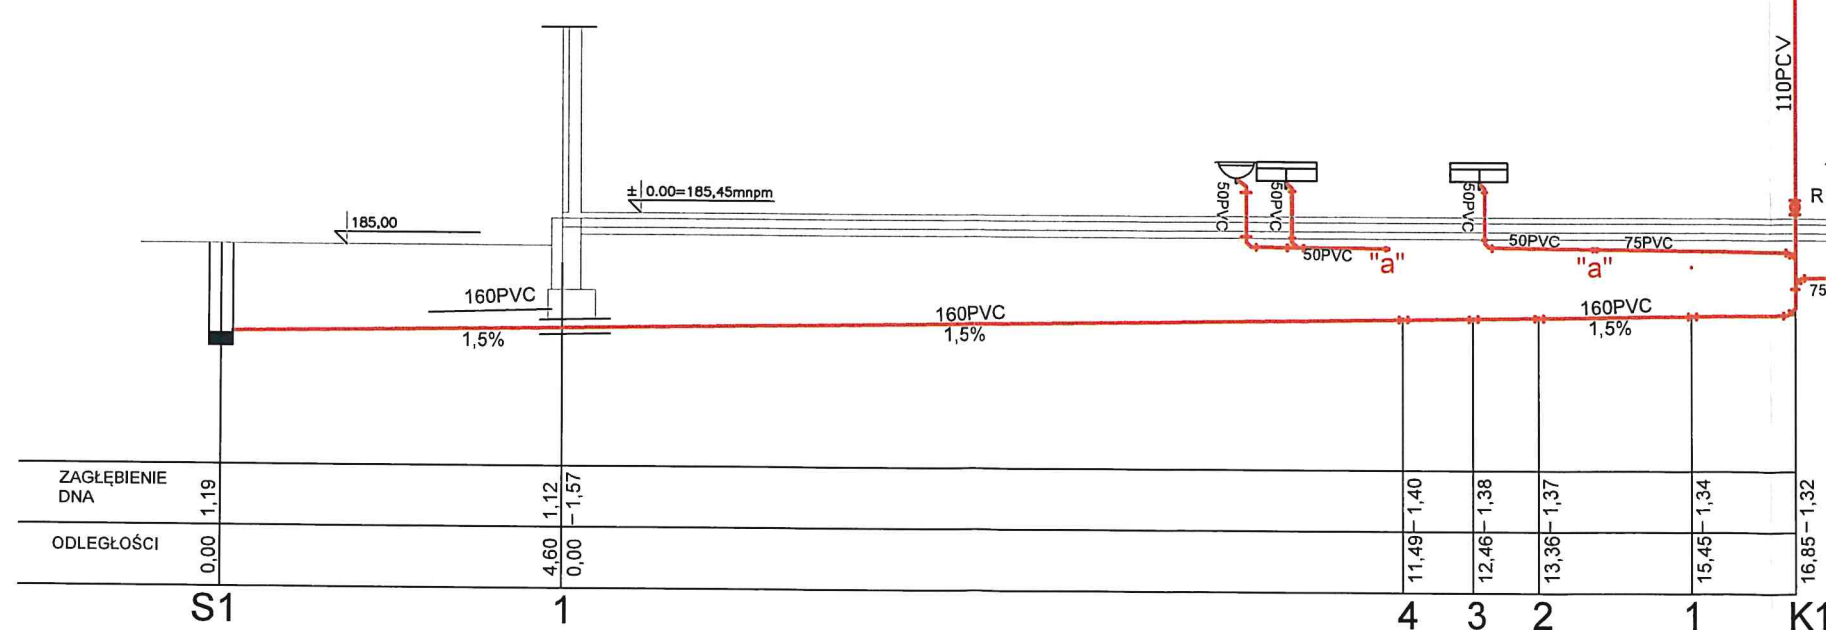 110PCV
R
± 0.00=185,45mnpm
185,00
50PVC
50PVC
50PVC
50PVC
"a"
50PVC
75PVC
"a"
75
160PVC
160PVC
160PVC
1,5%
1,5%
1,5%
ZAGŁĘBIENIE
DNA
1,19
1,12
–1,57
–1,40
–1,38
–1,37
–1,34
–1,32
ODLEGŁOŚCI
0,00
4,60
0,00
11,49
12,46
13,36
15,45
16,85
S1
1
4
3
2
1
K1